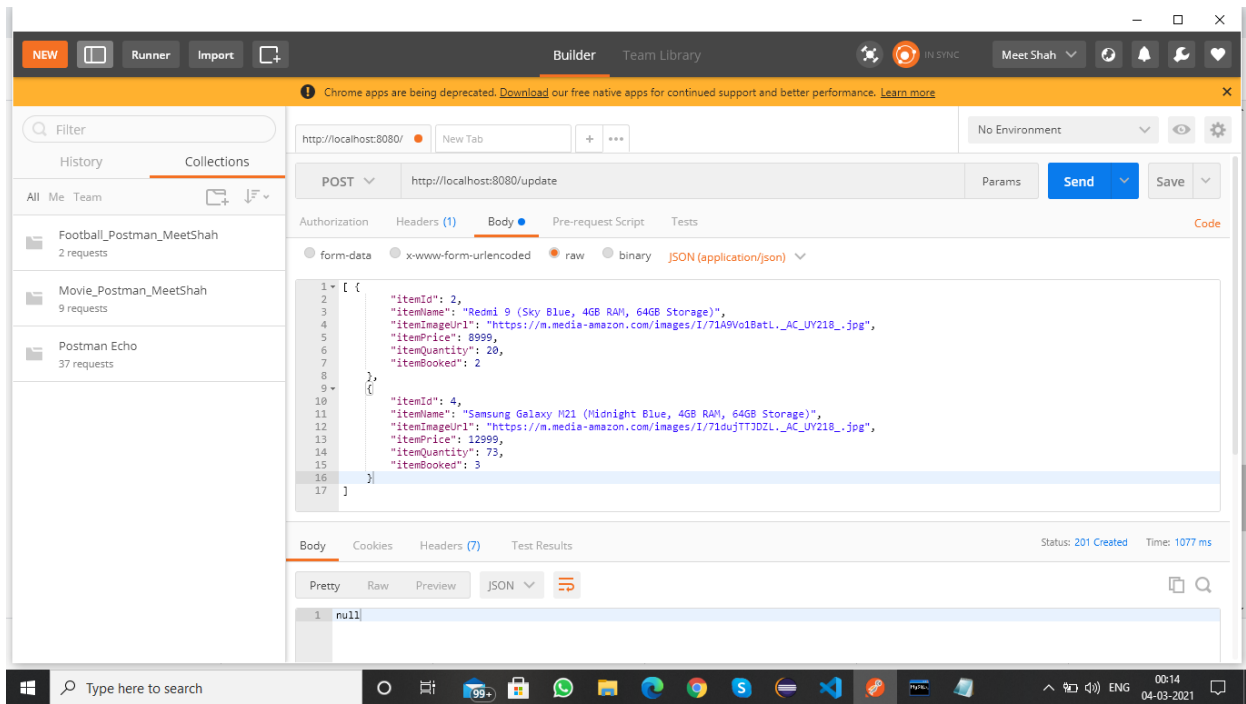 NEW Runner Import Builder Team Library IN SYNC Meet Shah
Chrome apps are being deprecated. Download our free native apps for continued support and better performance. Learn more
Filter
History Collections
All Me Team
Football_Postman_MeetShah
2 requests
Movie_Postman_MeetShah
9 requests
Postman Echo
37 requests
http://localhost:8080/ New Tab + ••• No Environment
POST http://localhost:8080/update Params Send Save
Authorization Headers (1) Body Pre-request Script Tests Code
form-data x-www-form-urlencoded raw binary JSON (application/json)
1 [ {
2 "itemId": 2,
3 "itemName": "Redmi 9 (Sky Blue, 4GB RAM, 64GB Storage)",
4 "itemImageUrl": "https://m.media-amazon.com/images/I/71A9Vo1BatL._AC_UY218_.jpg",
5 "itemPrice": 8999,
6 "itemQuantity": 20,
7 "itemBooked": 2
8 },
9 {
10 "itemId": 4,
11 "itemName": "Samsung Galaxy M21 (Midnight Blue, 4GB RAM, 64GB Storage)",
12 "itemImageUrl": "https://m.media-amazon.com/images/I/71dujTTJDZL._AC_UY218_.jpg",
13 "itemPrice": 12999,
14 "itemQuantity": 73,
15 "itemBooked": 3
16 }
17 ]
Body Cookies Headers (7) Test Results Status: 201 Created Time: 1077 ms
Pretty Raw Preview JSON
1 null
Type here to search 99+ ENG 00:14
04-03-2021